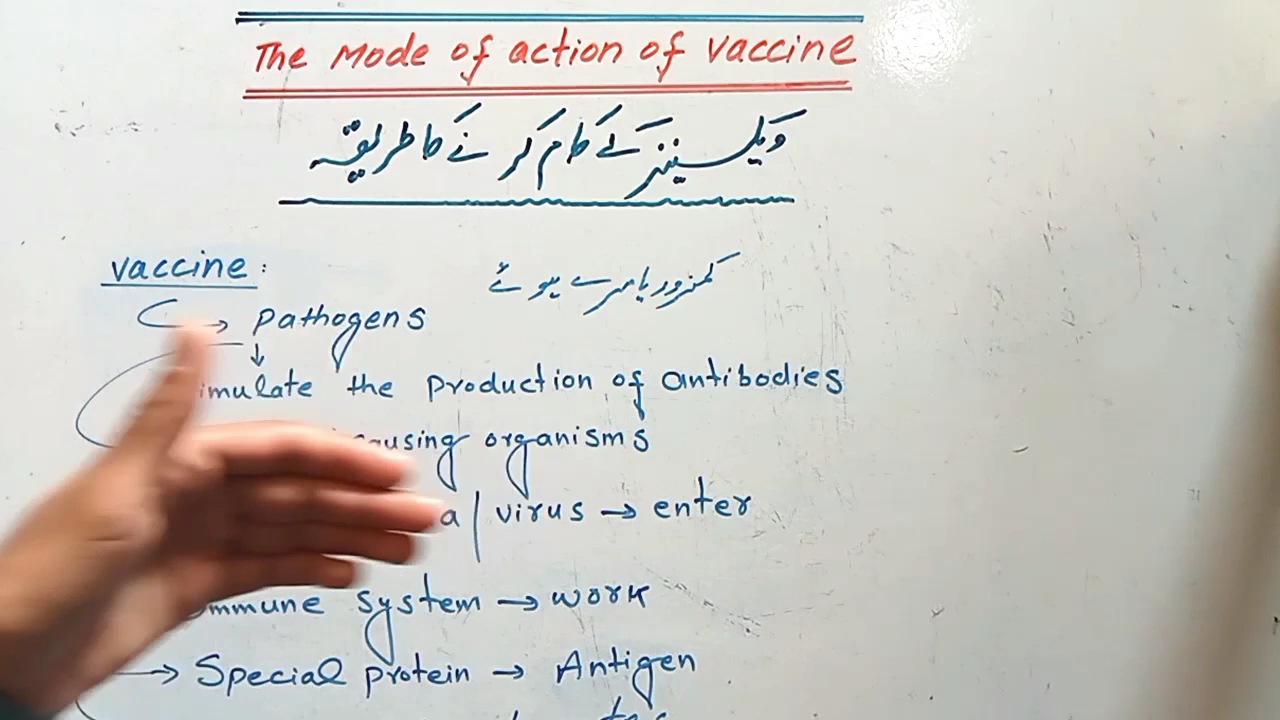 The Mode of action of vaccine
ویکسینز کے کام کرنے کا طریقہ
vaccine:
کمزور یا مرے ہوئے
→ pathogens
↓
imulate the production of antibodies
causing organisms
a / virus → enter
mmune system → work
→ Special protein → Antigen